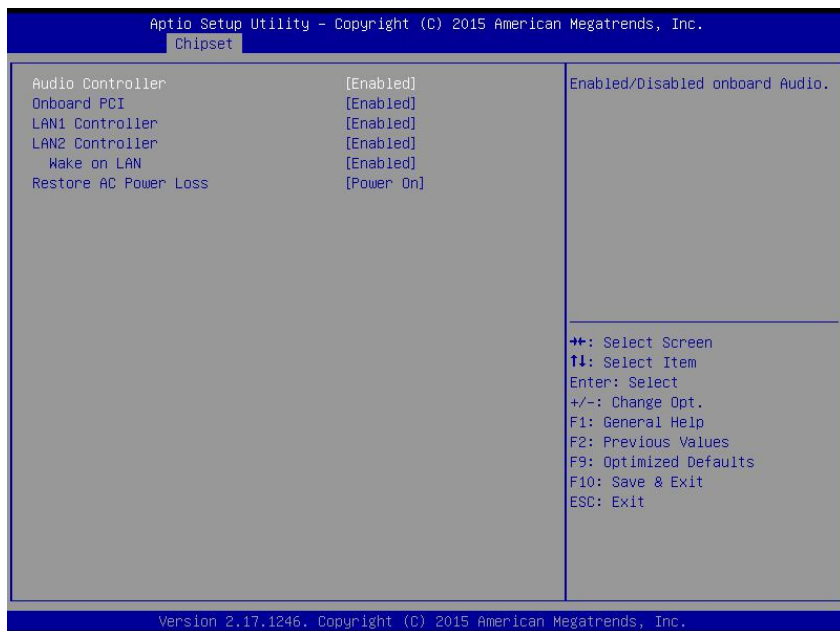 Aptio Setup Utility – Copyright (C) 2015 American Megatrends, Inc.
Chipset
Audio Controller [Enabled]
Onboard PCI [Enabled]
LAN1 Controller [Enabled]
LAN2 Controller [Enabled]
Wake on LAN [Enabled]
Restore AC Power Loss [Power On]
Enabled/Disabled onboard Audio.
→←: Select Screen
↑↓: Select Item
Enter: Select
+/-: Change Opt.
F1: General Help
F2: Previous Values
F9: Optimized Defaults
F10: Save & Exit
ESC: Exit
Version 2.17.1246. Copyright (C) 2015 American Megatrends, Inc.